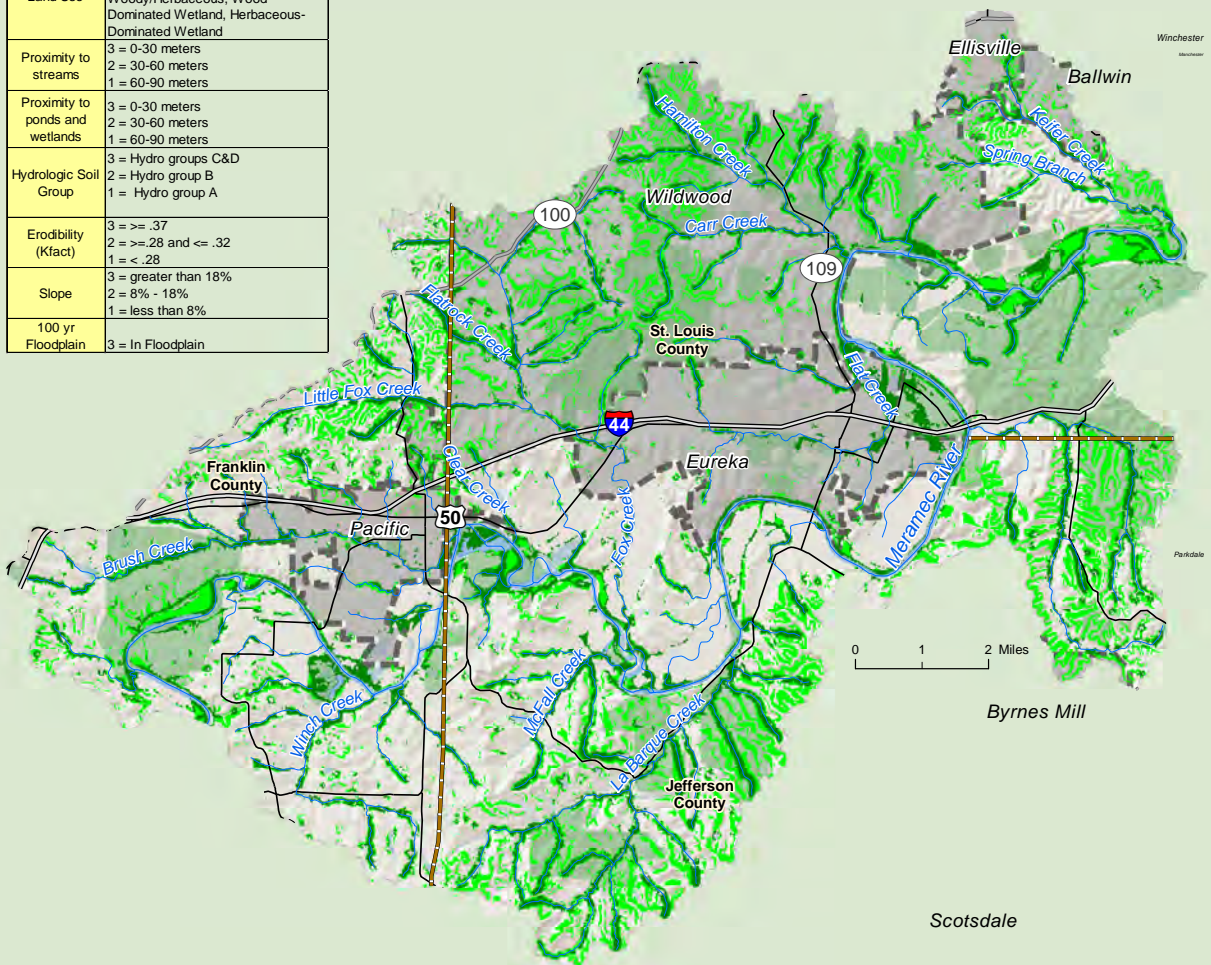 Land Use
Woody/Herbaceous, Wood-
Dominated Wetland, Herbaceous-
Dominated Wetland
Proximity to
streams
3 = 0-30 meters
2 = 30-60 meters
1 = 60-90 meters
Proximity to
ponds and
wetlands
3 = 0-30 meters
2 = 30-60 meters
1 = 60-90 meters
Hydrologic Soil
Group
3 = Hydro groups C&D
2 = Hydro group B
1 = Hydro group A
Erodibility
(Kfact)
3 = >= .37
2 = >=.28 and <= .32
1 = < .28
Slope
3 = greater than 18%
2 = 8% - 18%
1 = less than 8%
100 yr
Floodplain
3 = In Floodplain
Ellisville
Winchester
Manchester
Ballwin
Hamilton Creek
Keifer Creek
Spring Branch
Wildwood
100
Carr Creek
109
Flatrock Creek
St. Louis
County
Flat Creek
Little Fox Creek
44
Franklin
County
Clear Creek
Eureka
Meramec River
50
Pacific
Fox Creek
Brush Creek
Parkdale
0 1 2 Miles
McFall Creek
Winch Creek
La Barque Creek
Byrnes Mill
Jefferson
County
Scotsdale